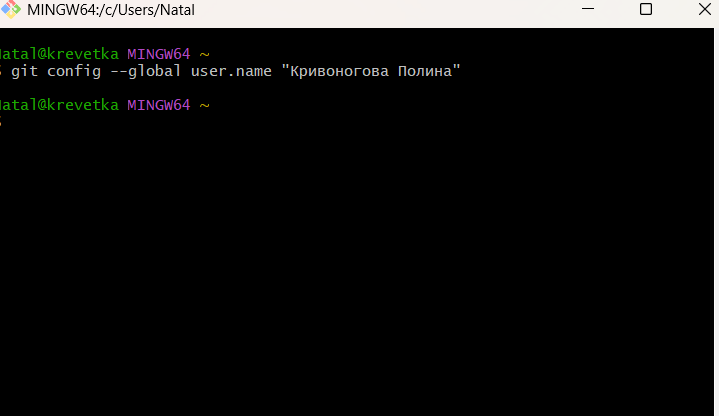 MINGW64:/c/Users/Natal
Natal@krevetka MINGW64 ~
$ git config --global user.name "Кривоногова Полина"
Natal@krevetka MINGW64 ~
$